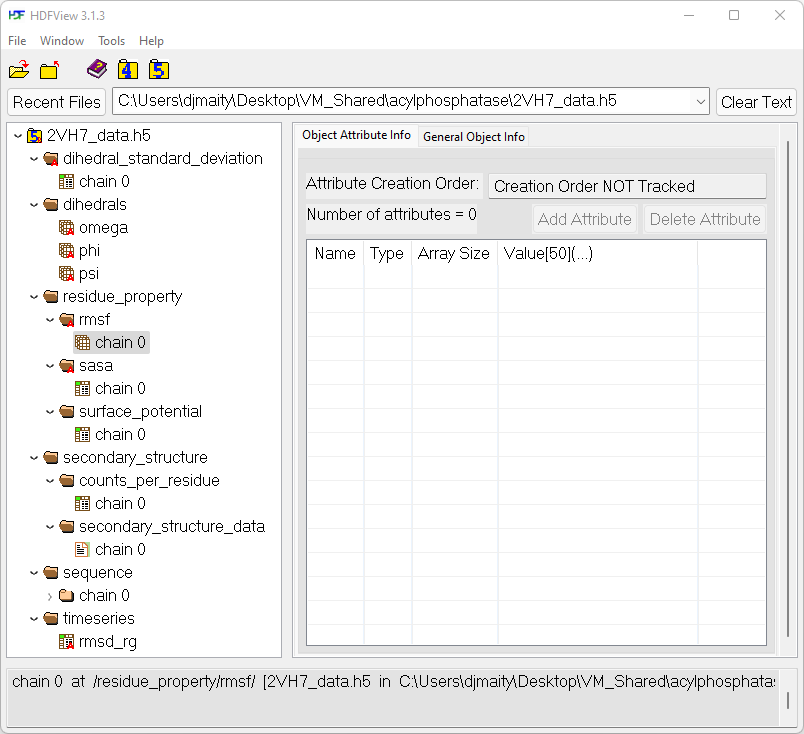 HDF HDFView 3.1.3
File Window Tools Help
4 5
Recent Files C:\Users\djmaity\Desktop\VM_Shared\acylphosphatase\2VH7_data.h5 Clear Text
5 2VH7_data.h5
dihedral_standard_deviation
chain 0
dihedrals
omega
phi
psi
residue_property
rmsf
chain 0
sasa
chain 0
surface_potential
chain 0
secondary_structure
counts_per_residue
chain 0
secondary_structure_data
chain 0
sequence
chain 0
timeseries
rmsd_rg
Object Attribute Info General Object Info
Attribute Creation Order: Creation Order NOT Tracked
Number of attributes = 0 Add Attribute Delete Attribute
Name Type Array Size Value[50](...)
chain 0 at /residue_property/rmsf/ [2VH7_data.h5 in C:\Users\djmaity\Desktop\VM_Shared\acylphosphatas